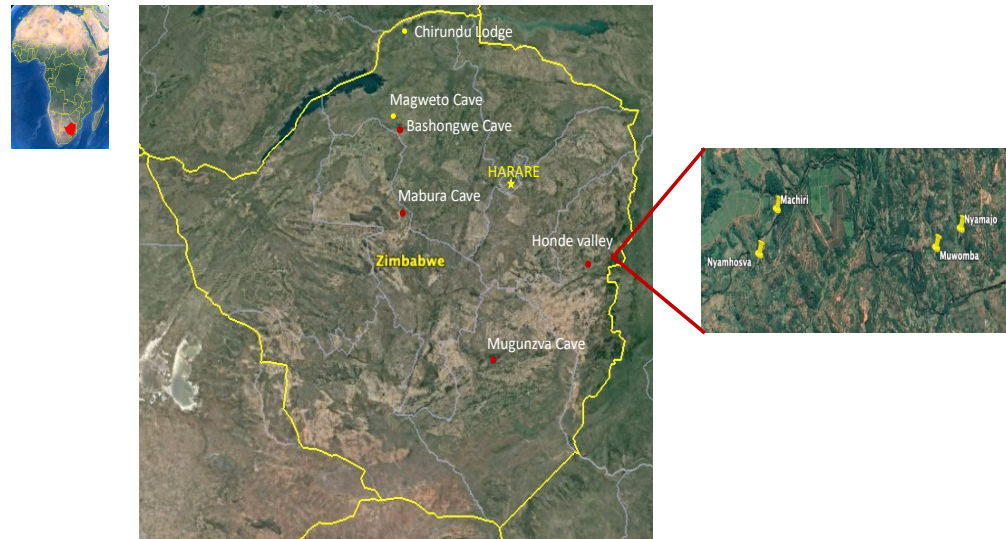 Chirundu Lodge
Magweto Cave
Bashongwe Cave
HARARE
Mabura Cave
Honde valley
Zimbabwe
Mugunzva Cave
Machiri
Nyamajo
Nyamhosva
Muwomba